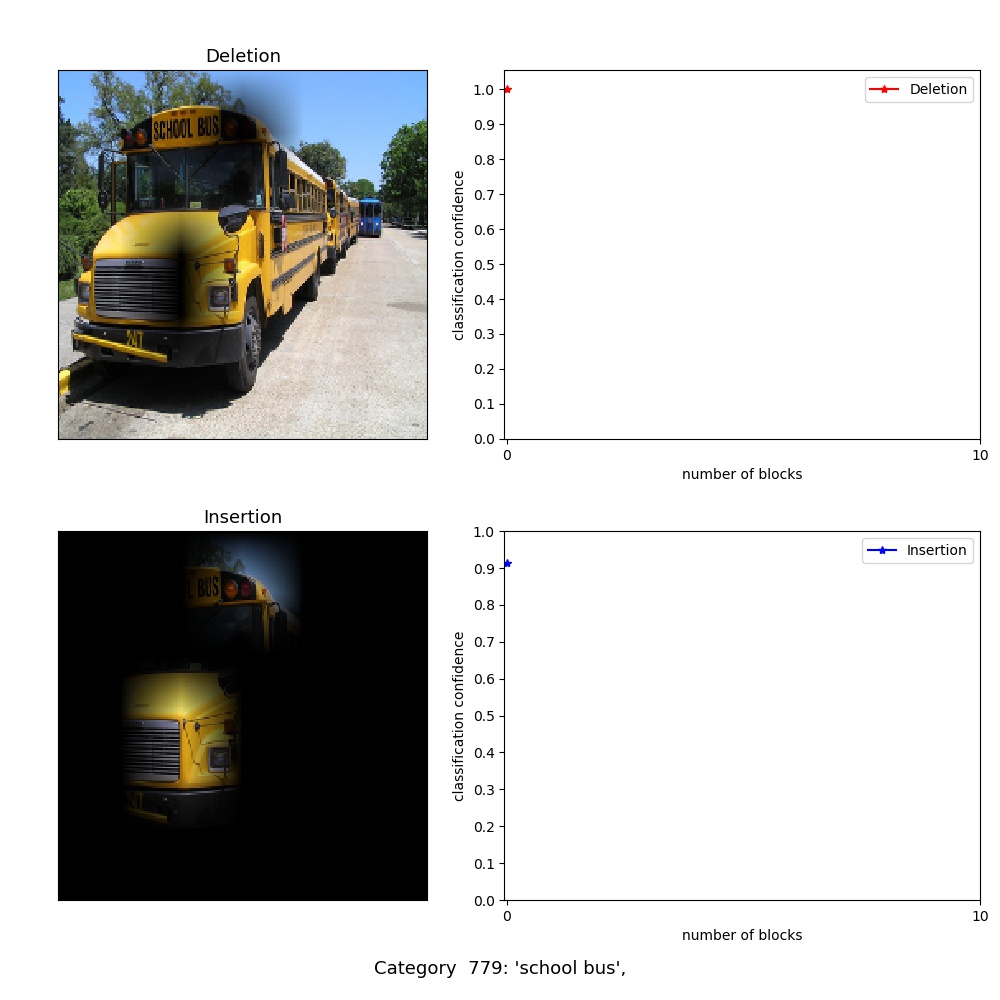 Deletion
SCHOOL BUS
1.0
0.9
0.8
0.7
0.6
0.5
0.4
0.3
0.2
0.1
0.0
classification confidence
Deletion
0
10
number of blocks
Insertion
L BUS
1.0
0.9
0.8
0.7
0.6
0.5
0.4
0.3
0.2
0.1
0.0
classification confidence
Insertion
0
10
number of blocks
Category  779: 'school bus',